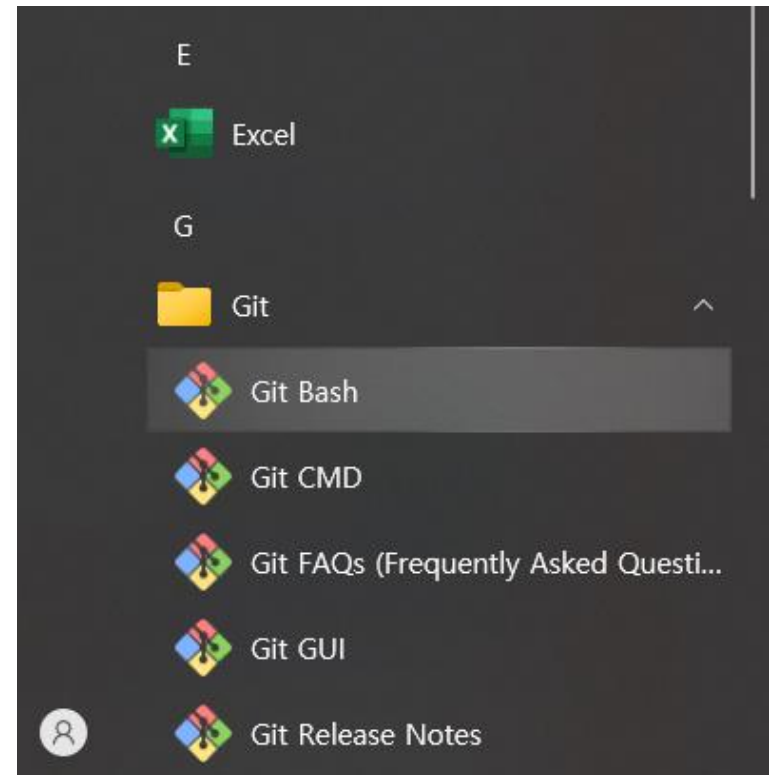 E
Excel
G
Git
Git Bash
Git CMD
Git FAQs (Frequently Asked Questi...
Git GUI
Git Release Notes